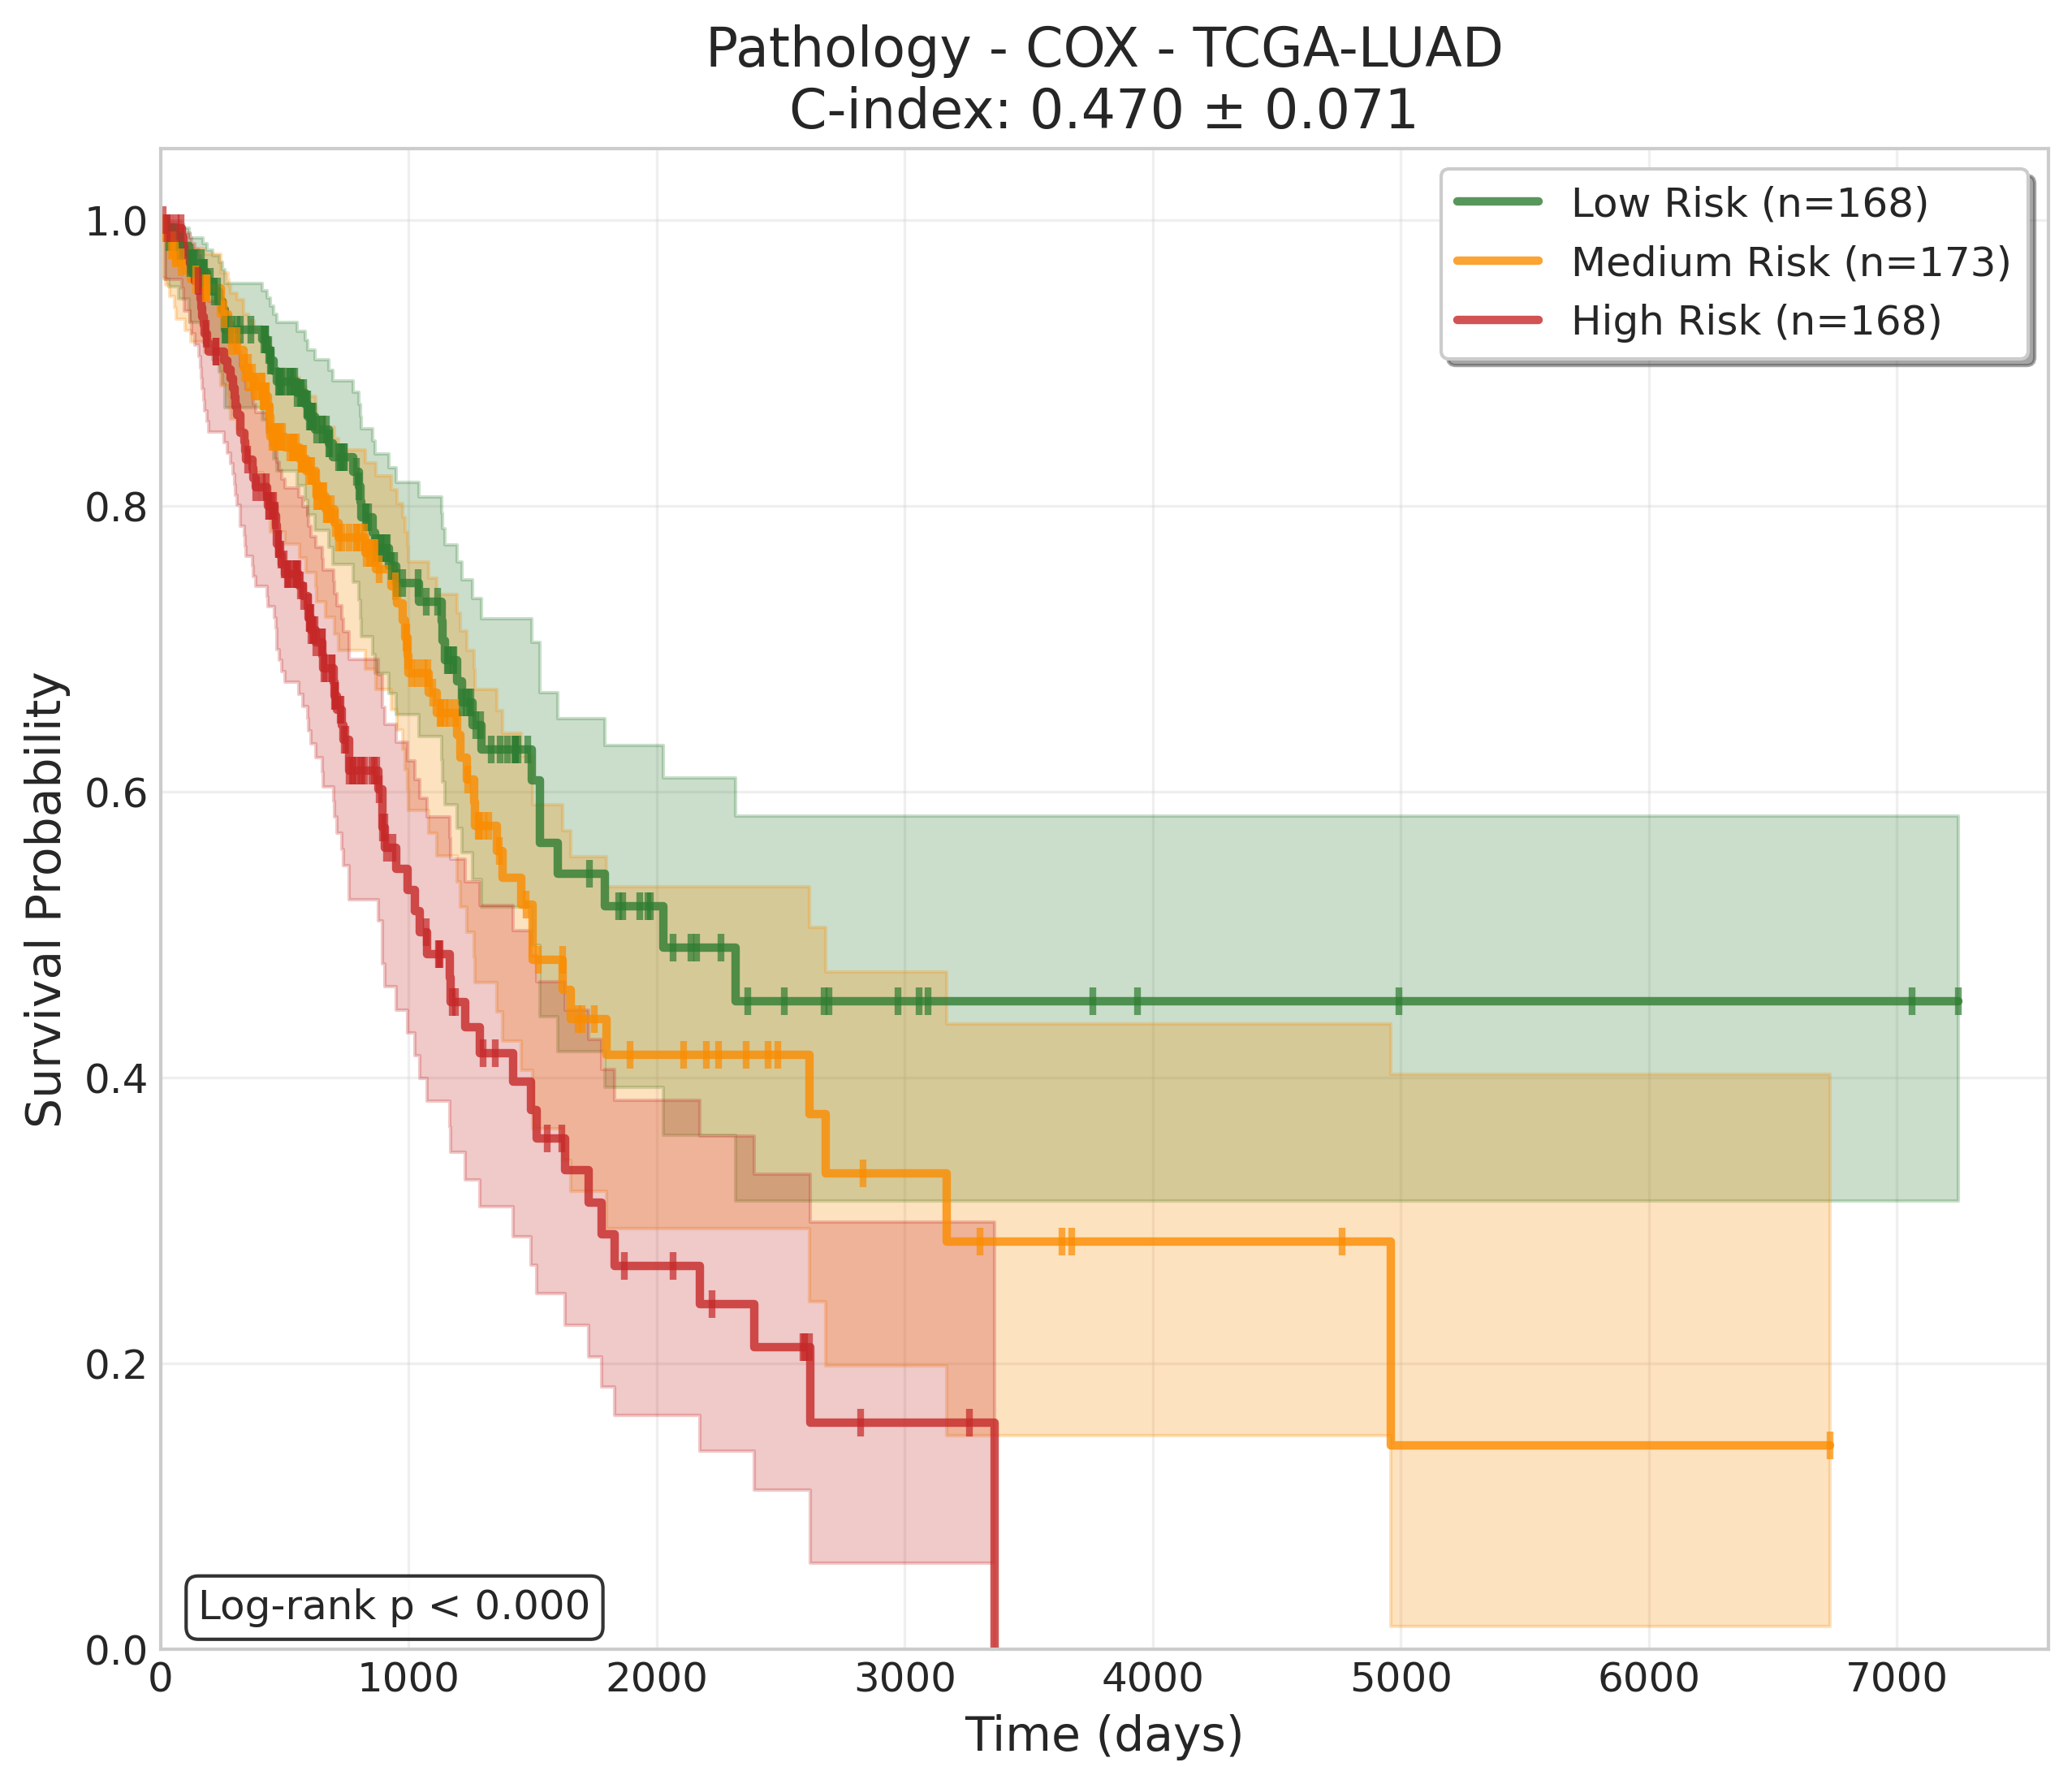 Pathology - COX - TCGA-LUAD
C-index: 0.470 ± 0.071
Low Risk (n=168)
Medium Risk (n=173)
High Risk (n=168)
Survival Probability
1.0
0.8
0.6
0.4
0.2
0.0
Log-rank p < 0.000
0 1000 2000 3000 4000 5000 6000 7000
Time (days)